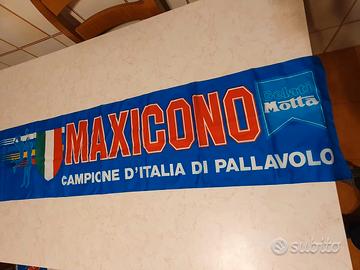 MAXICONO
Gelati
Motta
CAMPIONE D'ITALIA DI PALLAVOLO
subito